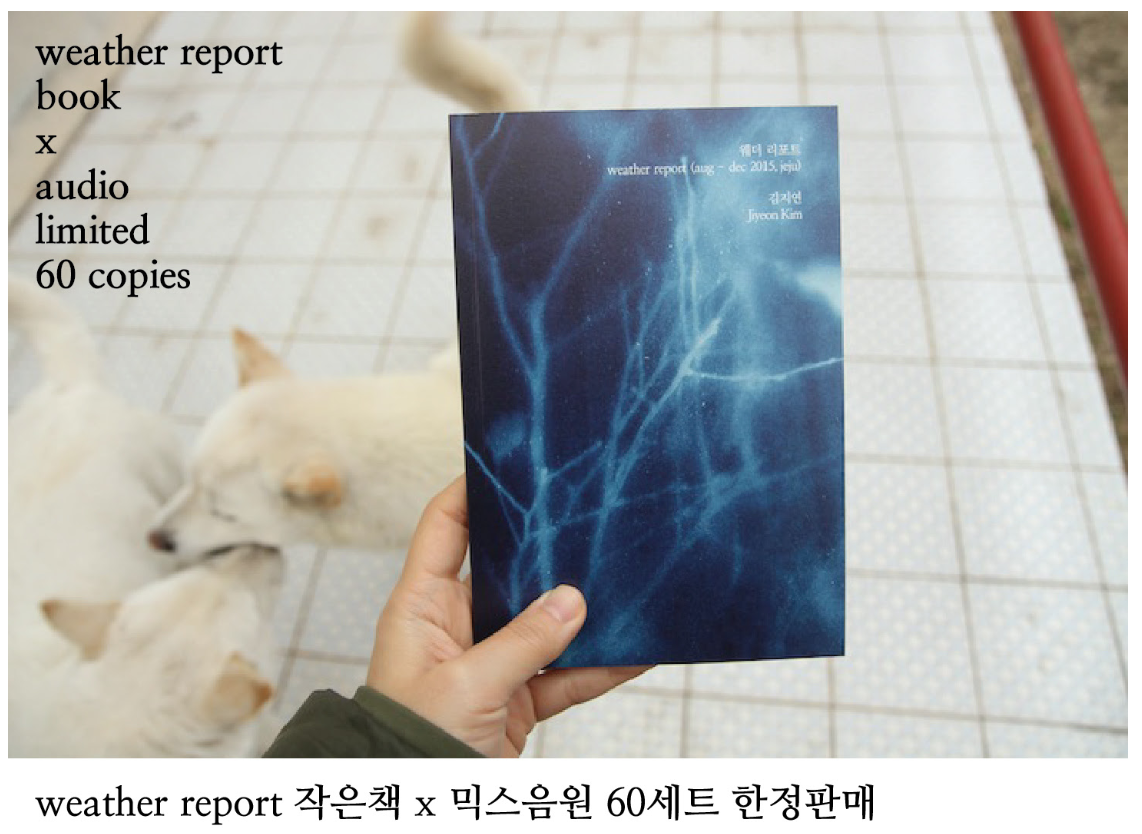 weather report
book
x
audio
limited
60 copies
웨더 리포트
weather report (aug - dec 2015, jeju)
김지연
Jiyeon Kim
weather report 작은책 x 믹스음원 60세트 한정판매